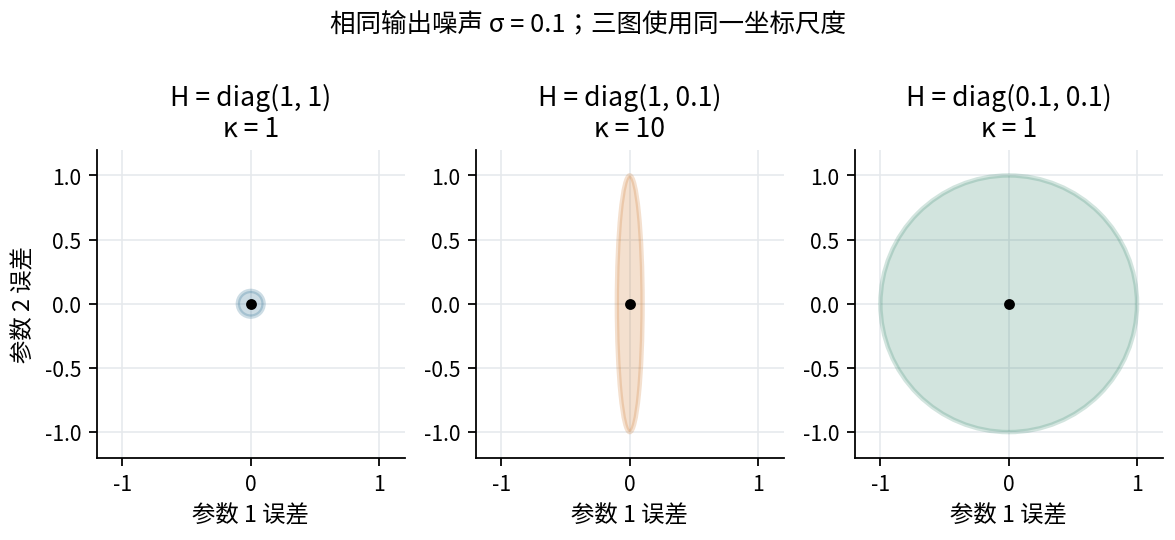 相同输出噪声 σ = 0.1；三图使用同一坐标尺度
H = diag(1, 1)
κ = 1
参数 2 误差
1.0
0.5
0.0
-0.5
-1.0
-1
0
1
参数 1 误差
H = diag(1, 0.1)
κ = 10
1.0
0.5
0.0
-0.5
-1.0
-1
0
1
参数 1 误差
H = diag(0.1, 0.1)
κ = 1
1.0
0.5
0.0
-0.5
-1.0
-1
0
1
参数 1 误差